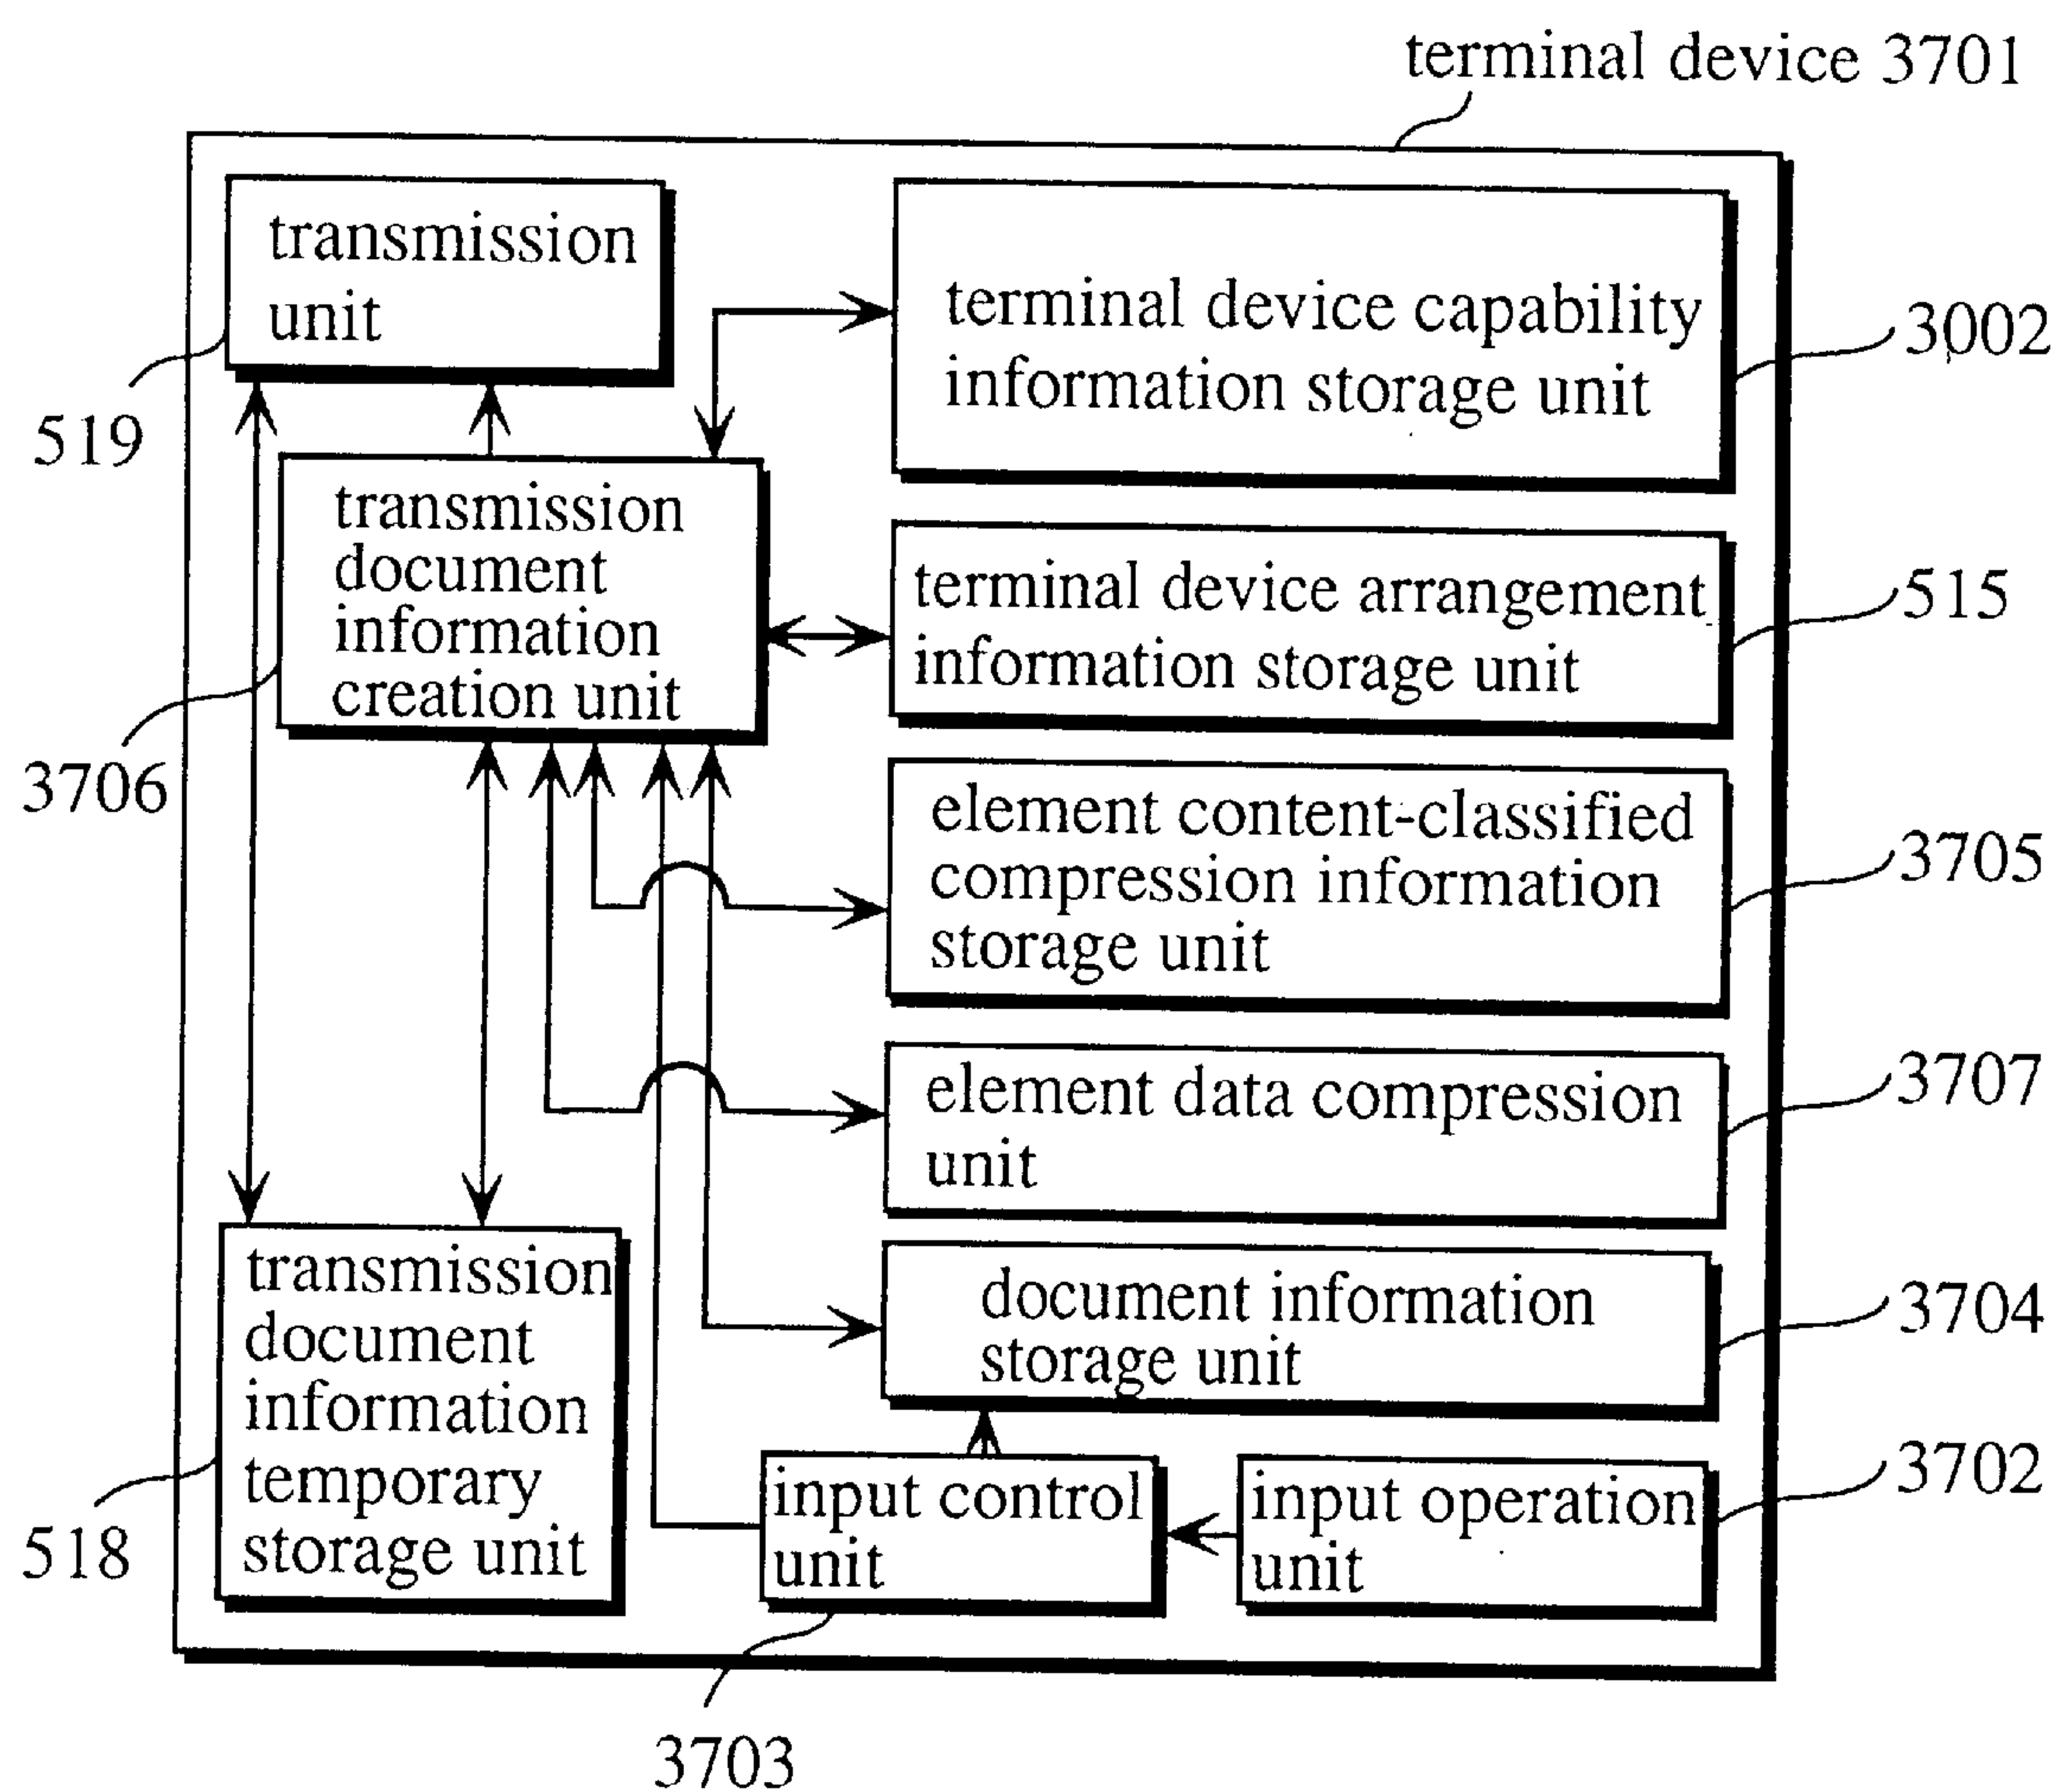 terminal device 3701
transmission
unit
519
terminal device capability
information storage unit
3002
transmission
document
information
creation unit
3706
terminal device arrangement
information storage unit
515
element content-classified
compression information
storage unit
3705
element data compression
unit
3707
document information
storage unit
3704
transmission
document
information
temporary
storage unit
518
input control
unit
3703
input operation
unit
3702